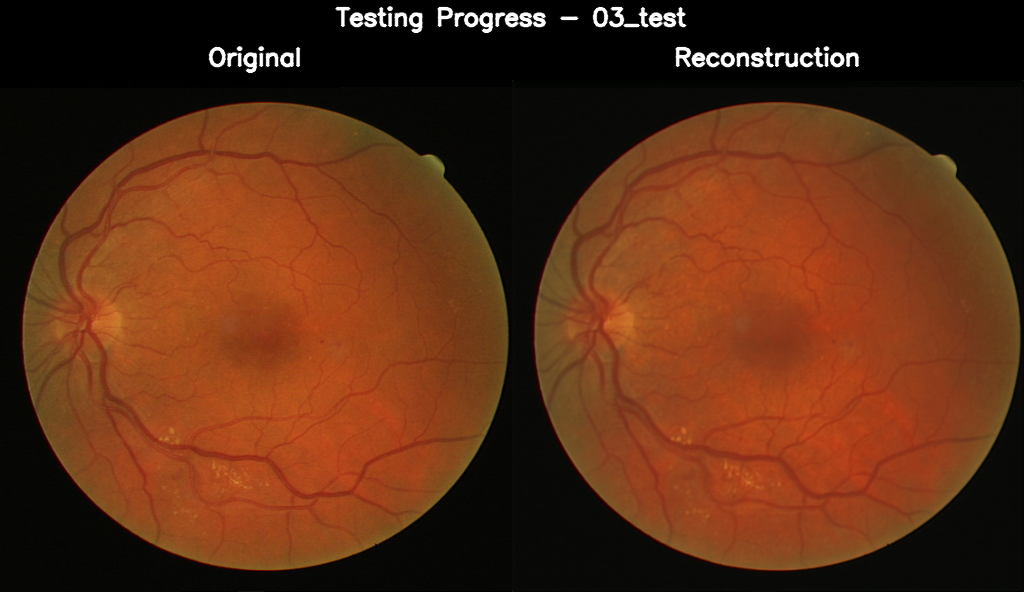 Testing Progress - 03_test
Original
Reconstruction